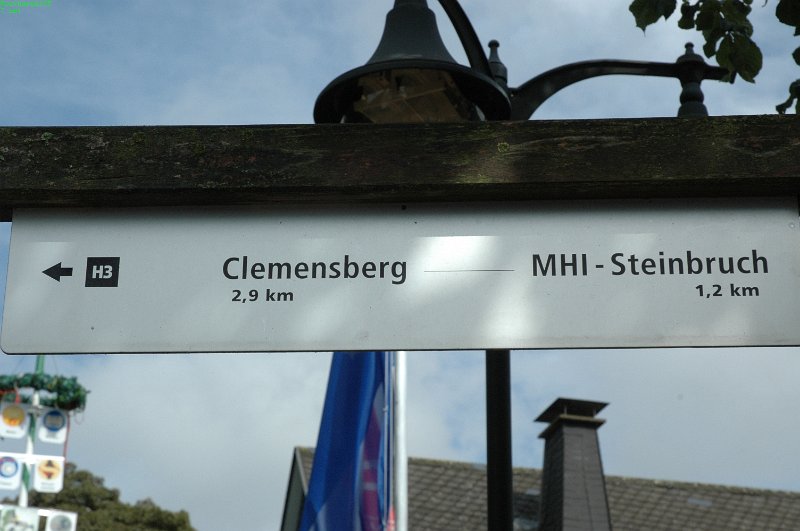 H3 Clemensberg MHI-Steinbruch
2,9 km 1,2 km